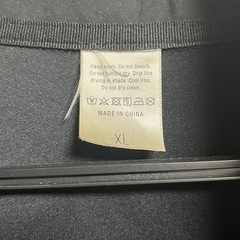 Hand wash. Do not bleach.
Do not tumble dry. Drip line
drying in shade. Cool iron.
Do not dry clean.
MADE IN CHINA
XL